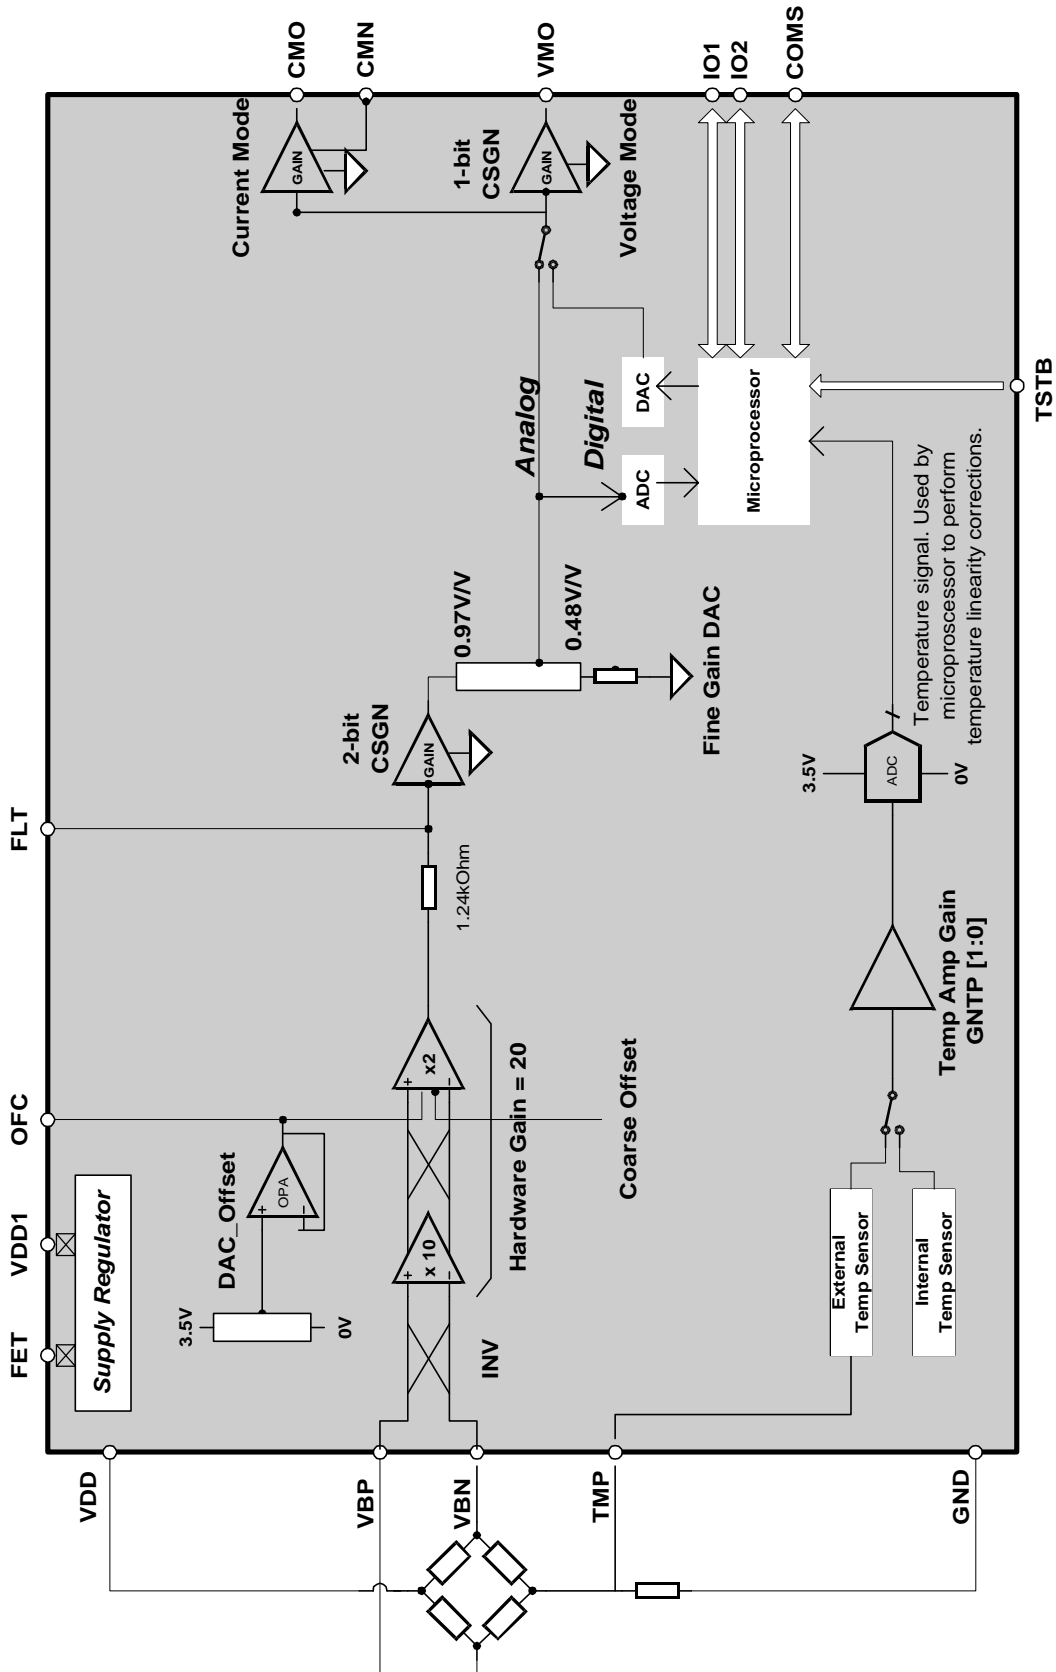 FET
VDD1
OFC
FLT
Supply Regulator
3.5V
0V
DAC_Offset
OPA
+
−
VDD
VBP
VBN
TMP
GND
INV
+
x 10
−
+
x2
−
Hardware Gain = 20
Coarse Offset
1.24kOhm
2-bit
CSGN
GAIN
0.97V/V
0.48V/V
Fine Gain DAC
Analog
Digital
ADC
DAC
Microprocessor
Current Mode
GAIN
1-bit
CSGN
GAIN
Voltage Mode
CMO
CMN
VMO
IO1
IO2
COMS
TSTB
External
Temp Sensor
Internal
Temp Sensor
Temp Amp Gain
GNTP [1:0]
3.5V
ADC
0V
Temperature signal. Used by
microproscessor to perform
temperature linearity corrections.